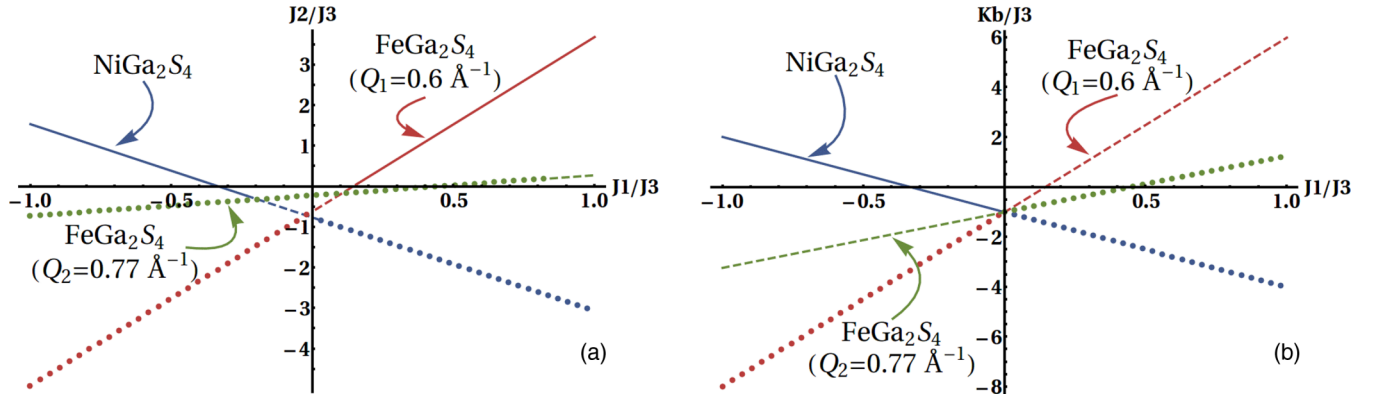 J2/J3
3
2
1
−1
−2
−3
−4
−1.0
−0.5
0.5
1.0
J1/J3
NiGa₂S₄
FeGa₂S₄
(Q₁=0.6 Å⁻¹)
FeGa₂S₄
(Q₂=0.77 Å⁻¹)
(a)
Kb/J3
6
4
2
−2
−4
−6
−8
−1.0
−0.5
0.5
1.0
J1/J3
NiGa₂S₄
FeGa₂S₄
(Q₁=0.6 Å⁻¹)
FeGa₂S₄
(Q₂=0.77 Å⁻¹)
(b)